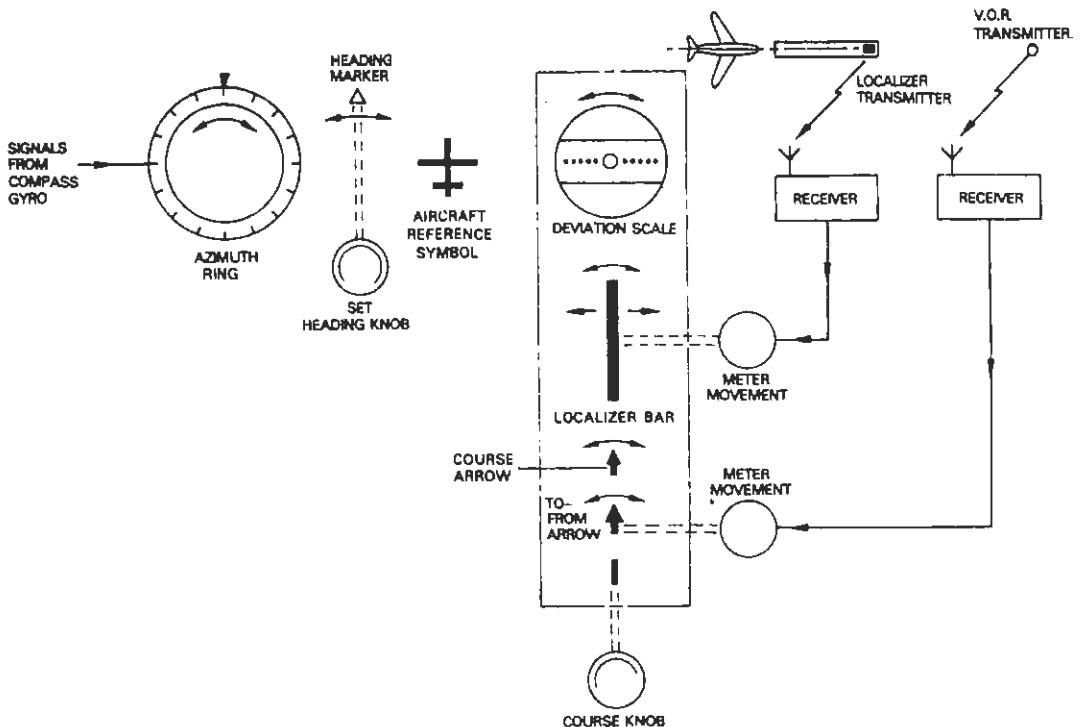 SIGNALS
FROM
COMPASS
GYRO
AZIMUTH
RING
HEADING
MARKER
SET
HEADING KNOB
AIRCRAFT
REFERENCE
SYMBOL
DEVIATION SCALE
LOCALIZER BAR
COURSE
ARROW
TO-
FROM
ARROW
COURSE KNOB
LOCALIZER
TRANSMITTER
V.O.R.
TRANSMITTER
RECEIVER
RECEIVER
METER
MOVEMENT
METER
MOVEMENT